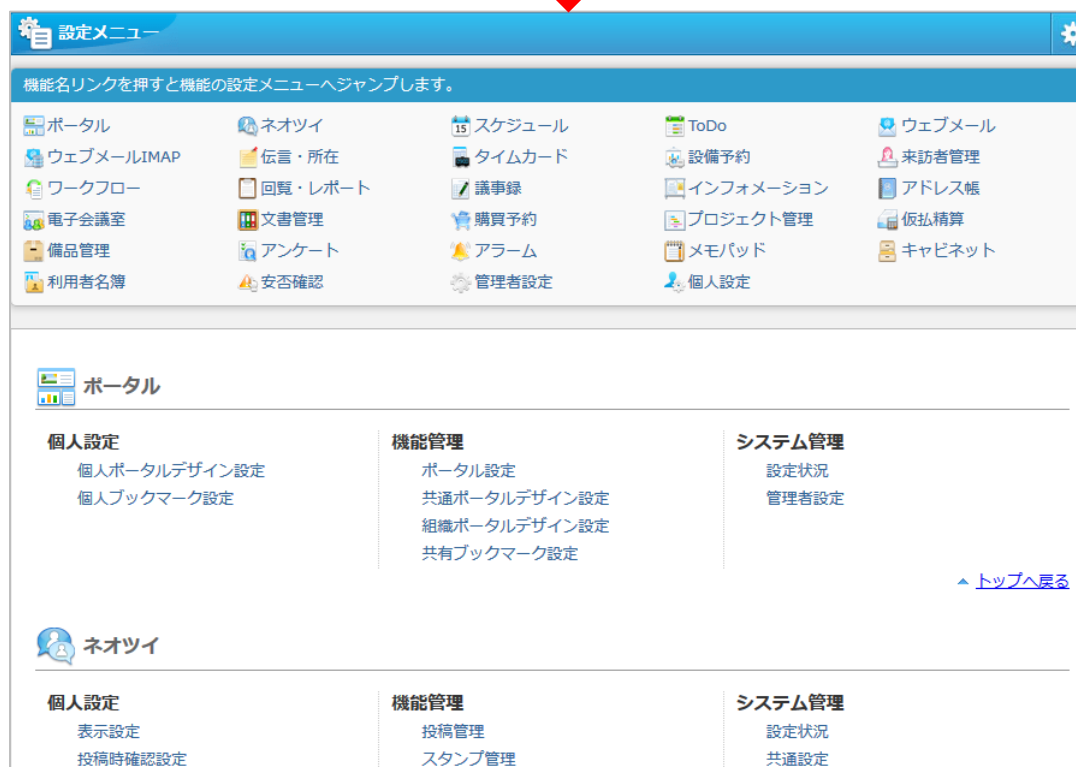 設定メニュー
機能名リンクを押すと機能の設定メニューへジャンプします。
ポータル ネオツイ 15 スケジュール ToDo ウェブメール
ウェブメールIMAP 伝言・所在 タイムカード 設備予約 来訪者管理
ワークフロー 回覧・レポート 議事録 インフォメーション アドレス帳
電子会議室 文書管理 購買予約 プロジェクト管理 仮払精算
備品管理 アンケート アラーム メモパッド キャビネット
利用者名簿 安否確認 管理者設定 個人設定
ポータル
個人設定 機能管理 システム管理
個人ポータルデザイン設定 ポータル設定 設定状況
個人ブックマーク設定 共通ポータルデザイン設定 管理者設定
組織ポータルデザイン設定
共有ブックマーク設定
トップへ戻る
ネオツイ
個人設定 機能管理 システム管理
表示設定 投稿管理 設定状況
投稿時確認設定 スタンプ管理 共通設定